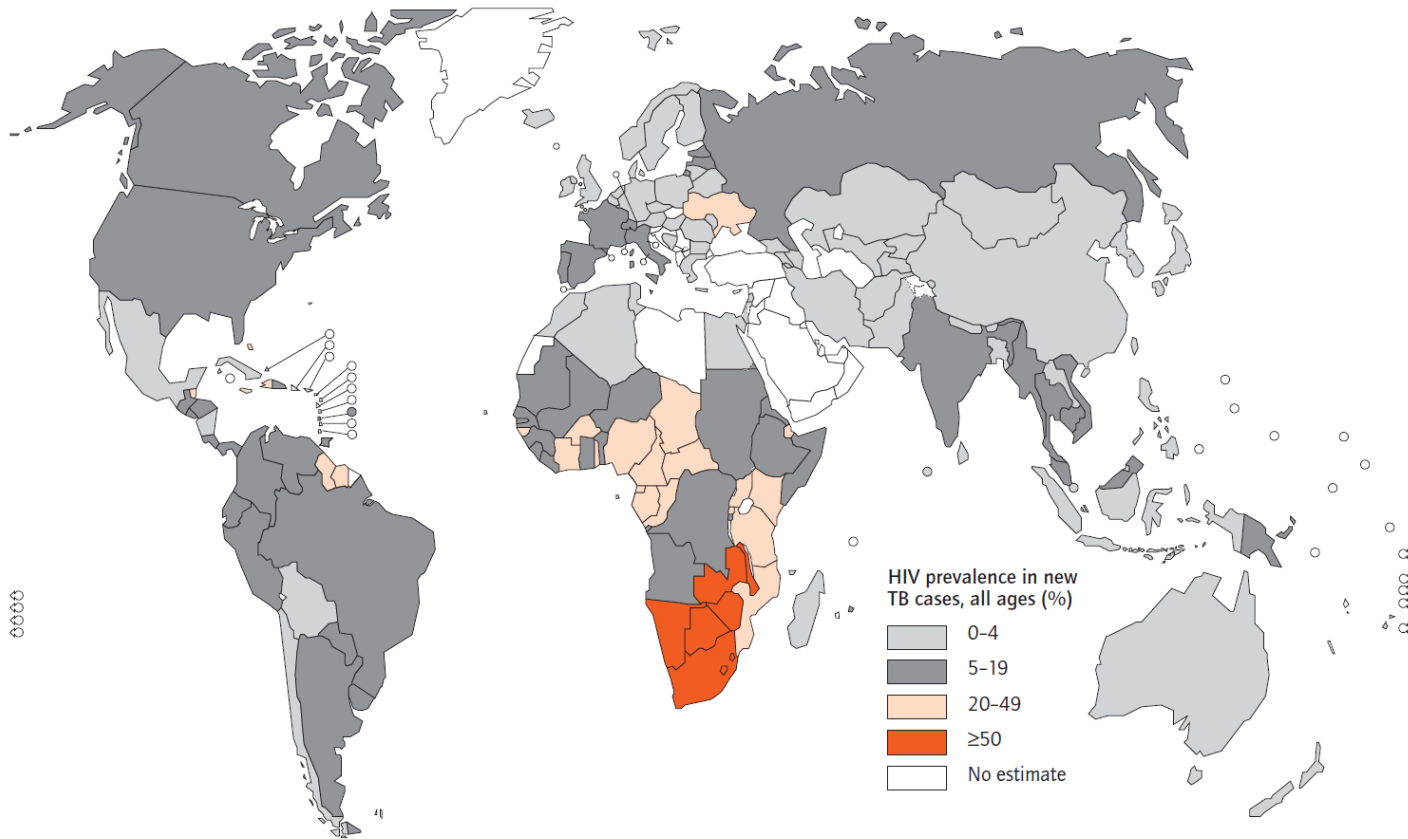 HIV prevalence in new
TB cases, all ages (%)
0–4
5–19
20–49
≥50
No estimate